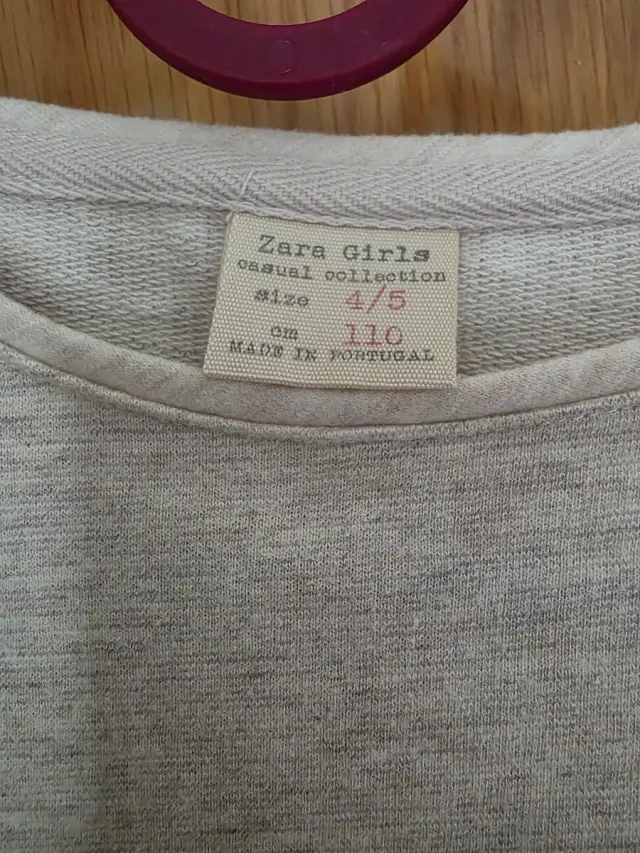 Zara Girls
casual collection
size 4/5
cm 110
MADE IN PORTUGAL